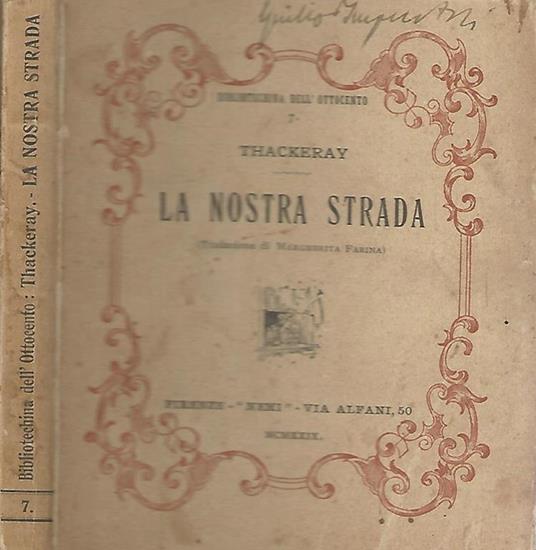 Bibliotechina dell'Ottocento: Thackeray. - LA NOSTRA STRADA
7.
Giulio
BIBLIOTECHINA DELL'OTTOCENTO
7-
THACKERAY
LA NOSTRA STRADA
(Traduzione di MARGHERITA FARINA)
FIRENZE - "NEMI" - VIA ALFANI, 50
MCMXXIX.